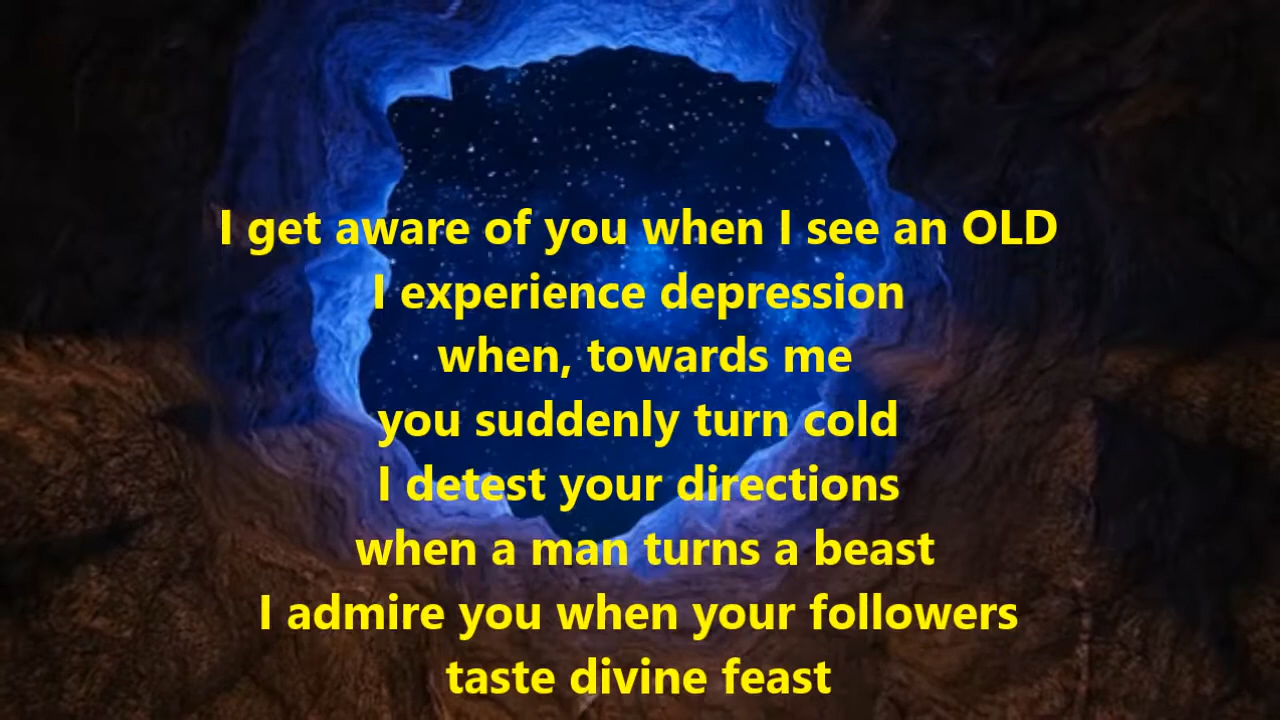 I get aware of you when I see an OLD
I experience depression
when, towards me
you suddenly turn cold
I detest your directions
when a man turns a beast
I admire you when your followers
taste divine feast